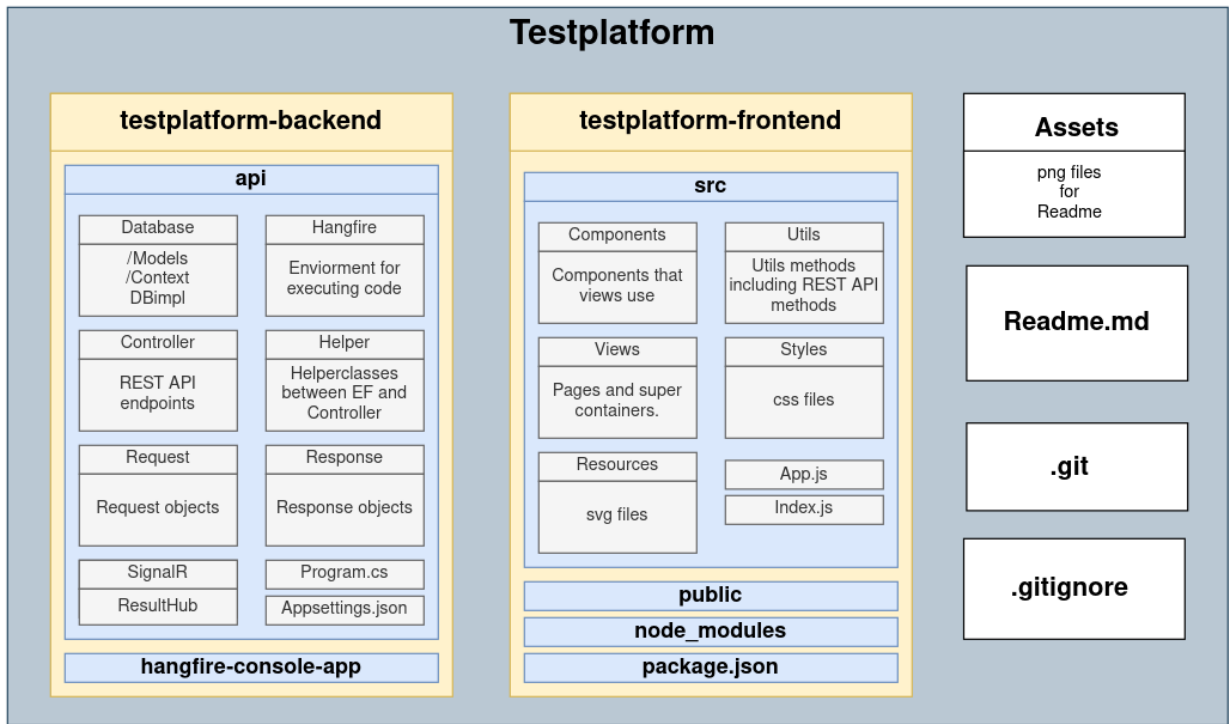 Testplatform
testplatform-backend
api
Database
/Models
/Context
DBimpl
Hangfire
Enviorment for
executing code
Controller
REST API
endpoints
Helper
Helperclasses
between EF and
Controller
Request
Request objects
Response
Response objects
SignalR
ResultHub
Program.cs
Appsettings.json
hangfire-console-app
testplatform-frontend
src
Components
Components that
views use
Utils
Utils methods
including REST API
methods
Views
Pages and super
containers.
Styles
css files
Resources
svg files
App.js
Index.js
public
node_modules
package.json
Assets
png files
for
Readme
Readme.md
.git
.gitignore